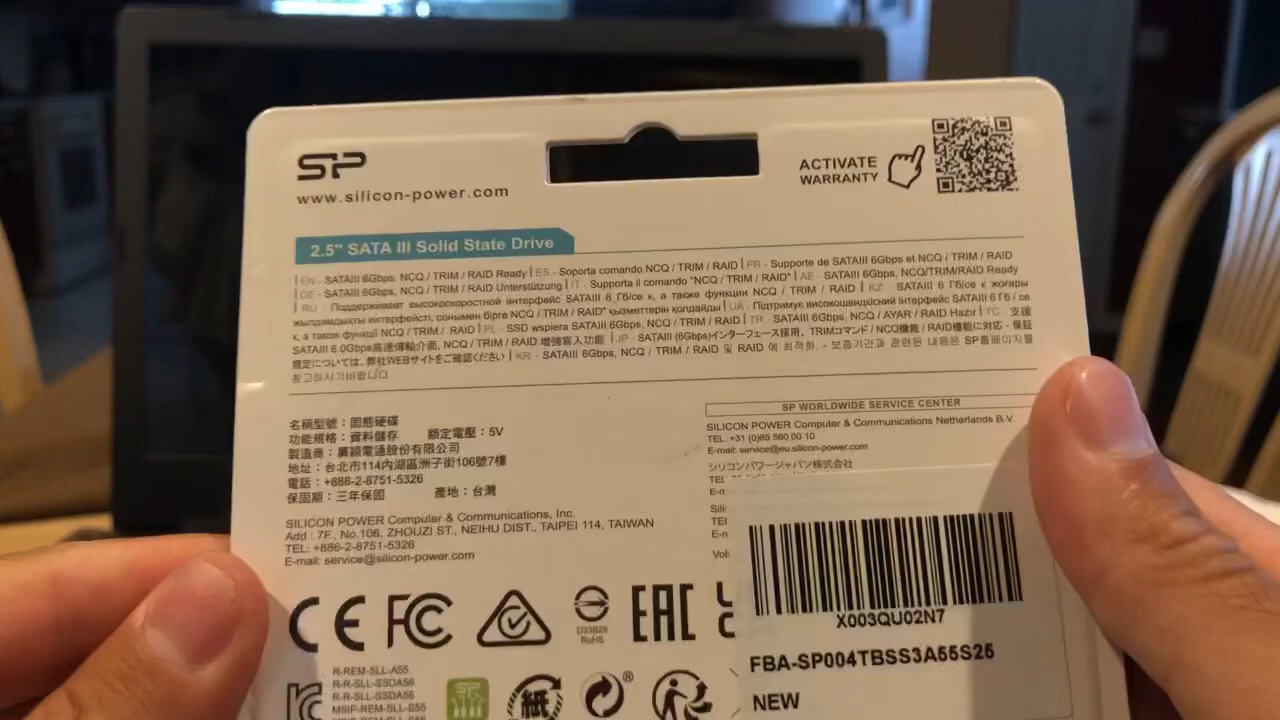 SP
www.silicon-power.com
ACTIVATE
WARRANTY
2.5" SATA III Solid State Drive
EN - SATAIII 6Gbps, NCQ / TRIM / RAID Ready | ES - Soporta comando NCQ / TRIM / RAID | FR - Supporte de SATAIII 6Gbps et NCQ / TRIM / RAID
DE - SATAIII 6Gbps, NCQ / TRIM / RAID Unterstützung | IT - Supporta il comando "NCQ / TRIM / RAID" | AE - SATAIII 6Gbps, NCQ/TRIM/RAID Ready
RU - Поддерживает высокоскоростной интерфейс SATAIII 6 Гб/се к, а также функции NCQ / TRIM / RAID | KZ - SATAIII 6 Гб/се к жоғары
жылдамдықты интерфейсті, сонымен бірге NCQ / TRIM / RAID" қызметтерін қолдайды | UA - Підтримує високошвидкісний інтерфейс SATAIII 6 Гб / се
к, а також функції NCQ / TRIM / RAID | PL - SSD wspiera SATAIII 6Gbps, NCQ / TRIM / RAID | TR - SATAIII 6Gbps, NCQ / AYAR / RAID Hazır | TC - 支援
SATAIII 6.0Gbps高速傳輸介面, NCQ / TRIM / RAID 增強寫入功能 | JP - SATAIII (6Gbps)インターフェース採用、TRIMコマンド / NCQ機能 / RAID機能に対応 - 保証
規定については、弊社WEBサイトをご確認ください | KR - SATAIII 6Gbps, NCQ / TRIM / RAID 및 RAID 에 최적화. - 보증기간과 관련된 내용은 SP홈페이지를
참고하시기바랍니다
名稱型號：固態硬碟
功能規格：資料儲存 額定電壓：5V
製造商：廣穎電通股份有限公司
地址：台北市114內湖區洲子街106號7樓
電話：+886-2-8751-5326
保固期：三年保固 產地：台灣
SILICON POWER Computer & Communications, Inc.
Add : 7F., No.106, ZHOUZI ST., NEIHU DIST., TAIPEI 114, TAIWAN
TEL: +886-2-8751-5326
E-mail: service@silicon-power.com
SP WORLDWIDE SERVICE CENTER
SILICON POWER Computer & Communications Netherlands B.V.
TEL: +31 (0)85 560 00 10
E-mail: service@eu.silicon-power.com
シリコンパワージャパン株式会社
TEL
E-m
Sili
TEL
E-m
CE FC
D33B29
RoHS
EAC
X003QU02N7
FBA-SP004TBSS3A55S25
NEW
R-REM-SLL-A55
R-R-SLL-SSDA56
R-R-SLL-SSDA55
MSIP-REM-SLL-S55
SP
紙
®